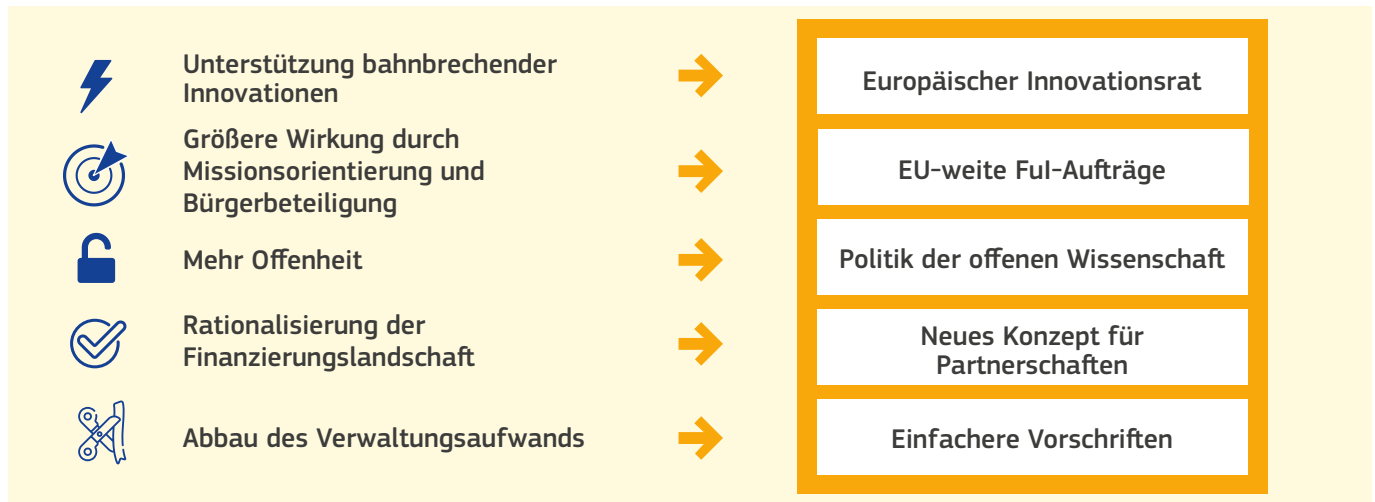 Unterstützung bahnbrechender
Innovationen
Europäischer Innovationsrat
Größere Wirkung durch
Missionsorientierung und
Bürgerbeteiligung
EU-weite FuI-Aufträge
Mehr Offenheit
Politik der offenen Wissenschaft
Rationalisierung der
Finanzierungslandschaft
Neues Konzept für
Partnerschaften
Abbau des Verwaltungsaufwands
Einfachere Vorschriften